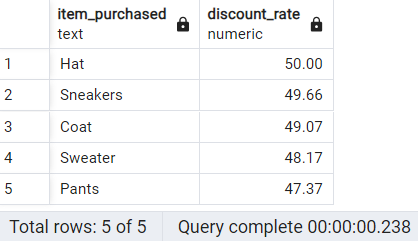 item_purchased discount_rate
text numeric
1 Hat 50.00
2 Sneakers 49.66
3 Coat 49.07
4 Sweater 48.17
5 Pants 47.37
Total rows: 5 of 5 Query complete 00:00:00.238